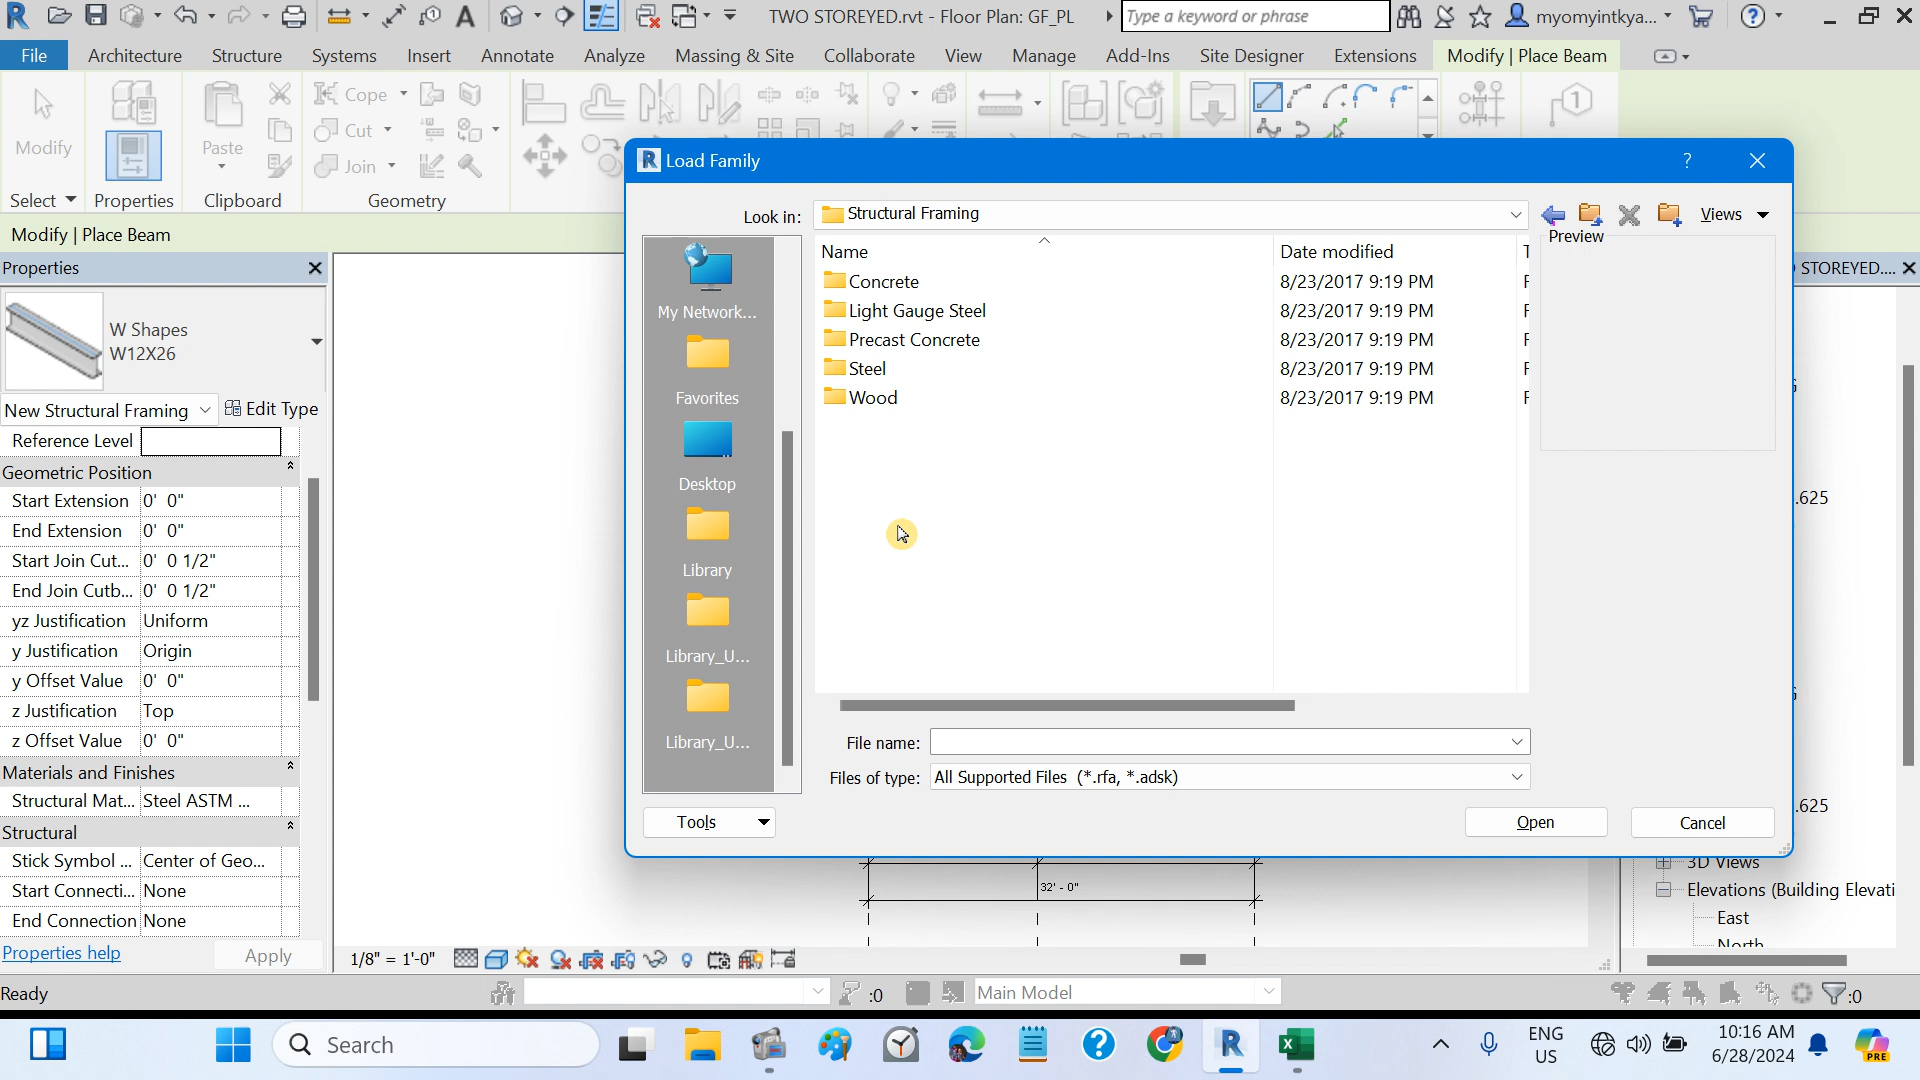 TWO STOREYED.rvt - Floor Plan: GF_PL
Type a keyword or phrase
myomyintkya...
File Architecture Structure Systems Insert Annotate Analyze Massing & Site Collaborate View Manage Add-Ins Site Designer Extensions Modify | Place Beam
Modify
Paste
Cope
Cut
Join
Select Properties Clipboard Geometry
Modify | Place Beam
Properties
W Shapes
W12X26
New Structural Framing Edit Type
Reference Level
Geometric Position
Start Extension 0' 0"
End Extension 0' 0"
Start Join Cut... 0' 0 1/2"
End Join Cutb... 0' 0 1/2"
yz Justification Uniform
y Justification Origin
y Offset Value 0' 0"
z Justification Top
z Offset Value 0' 0"
Materials and Finishes
Structural Mat... Steel ASTM ...
Structural
Stick Symbol ... Center of Geo...
Start Connecti... None
End Connection None
Properties help Apply
Load Family
Look in: Structural Framing
Views
Preview
My Network...
Favorites
Desktop
Library
Library_U...
Library_U...
Name Date modified
Concrete 8/23/2017 9:19 PM
Light Gauge Steel 8/23/2017 9:19 PM
Precast Concrete 8/23/2017 9:19 PM
Steel 8/23/2017 9:19 PM
Wood 8/23/2017 9:19 PM
File name:
Files of type: All Supported Files (*.rfa, *.adsk)
Tools Open Cancel
STOREYED....
.625
.625
3D Views
Elevations (Building Elevati
East
North
32' - 0"
1/8" = 1'-0"
Ready
:0
Main Model
:0
Search
ENG
US
10:16 AM
6/28/2024
PRE